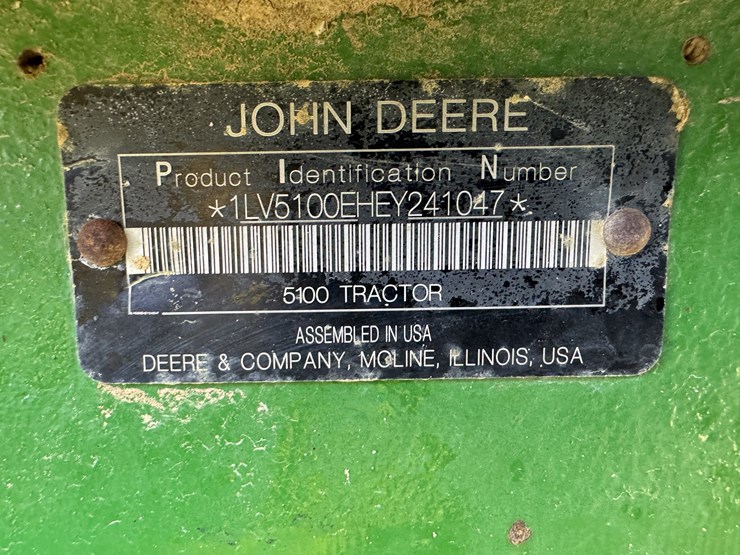 JOHN DEERE
Product Identification Number
*1LV5100EHEY241047*
5100 TRACTOR
ASSEMBLED IN USA
DEERE & COMPANY, MOLINE, ILLINOIS, USA